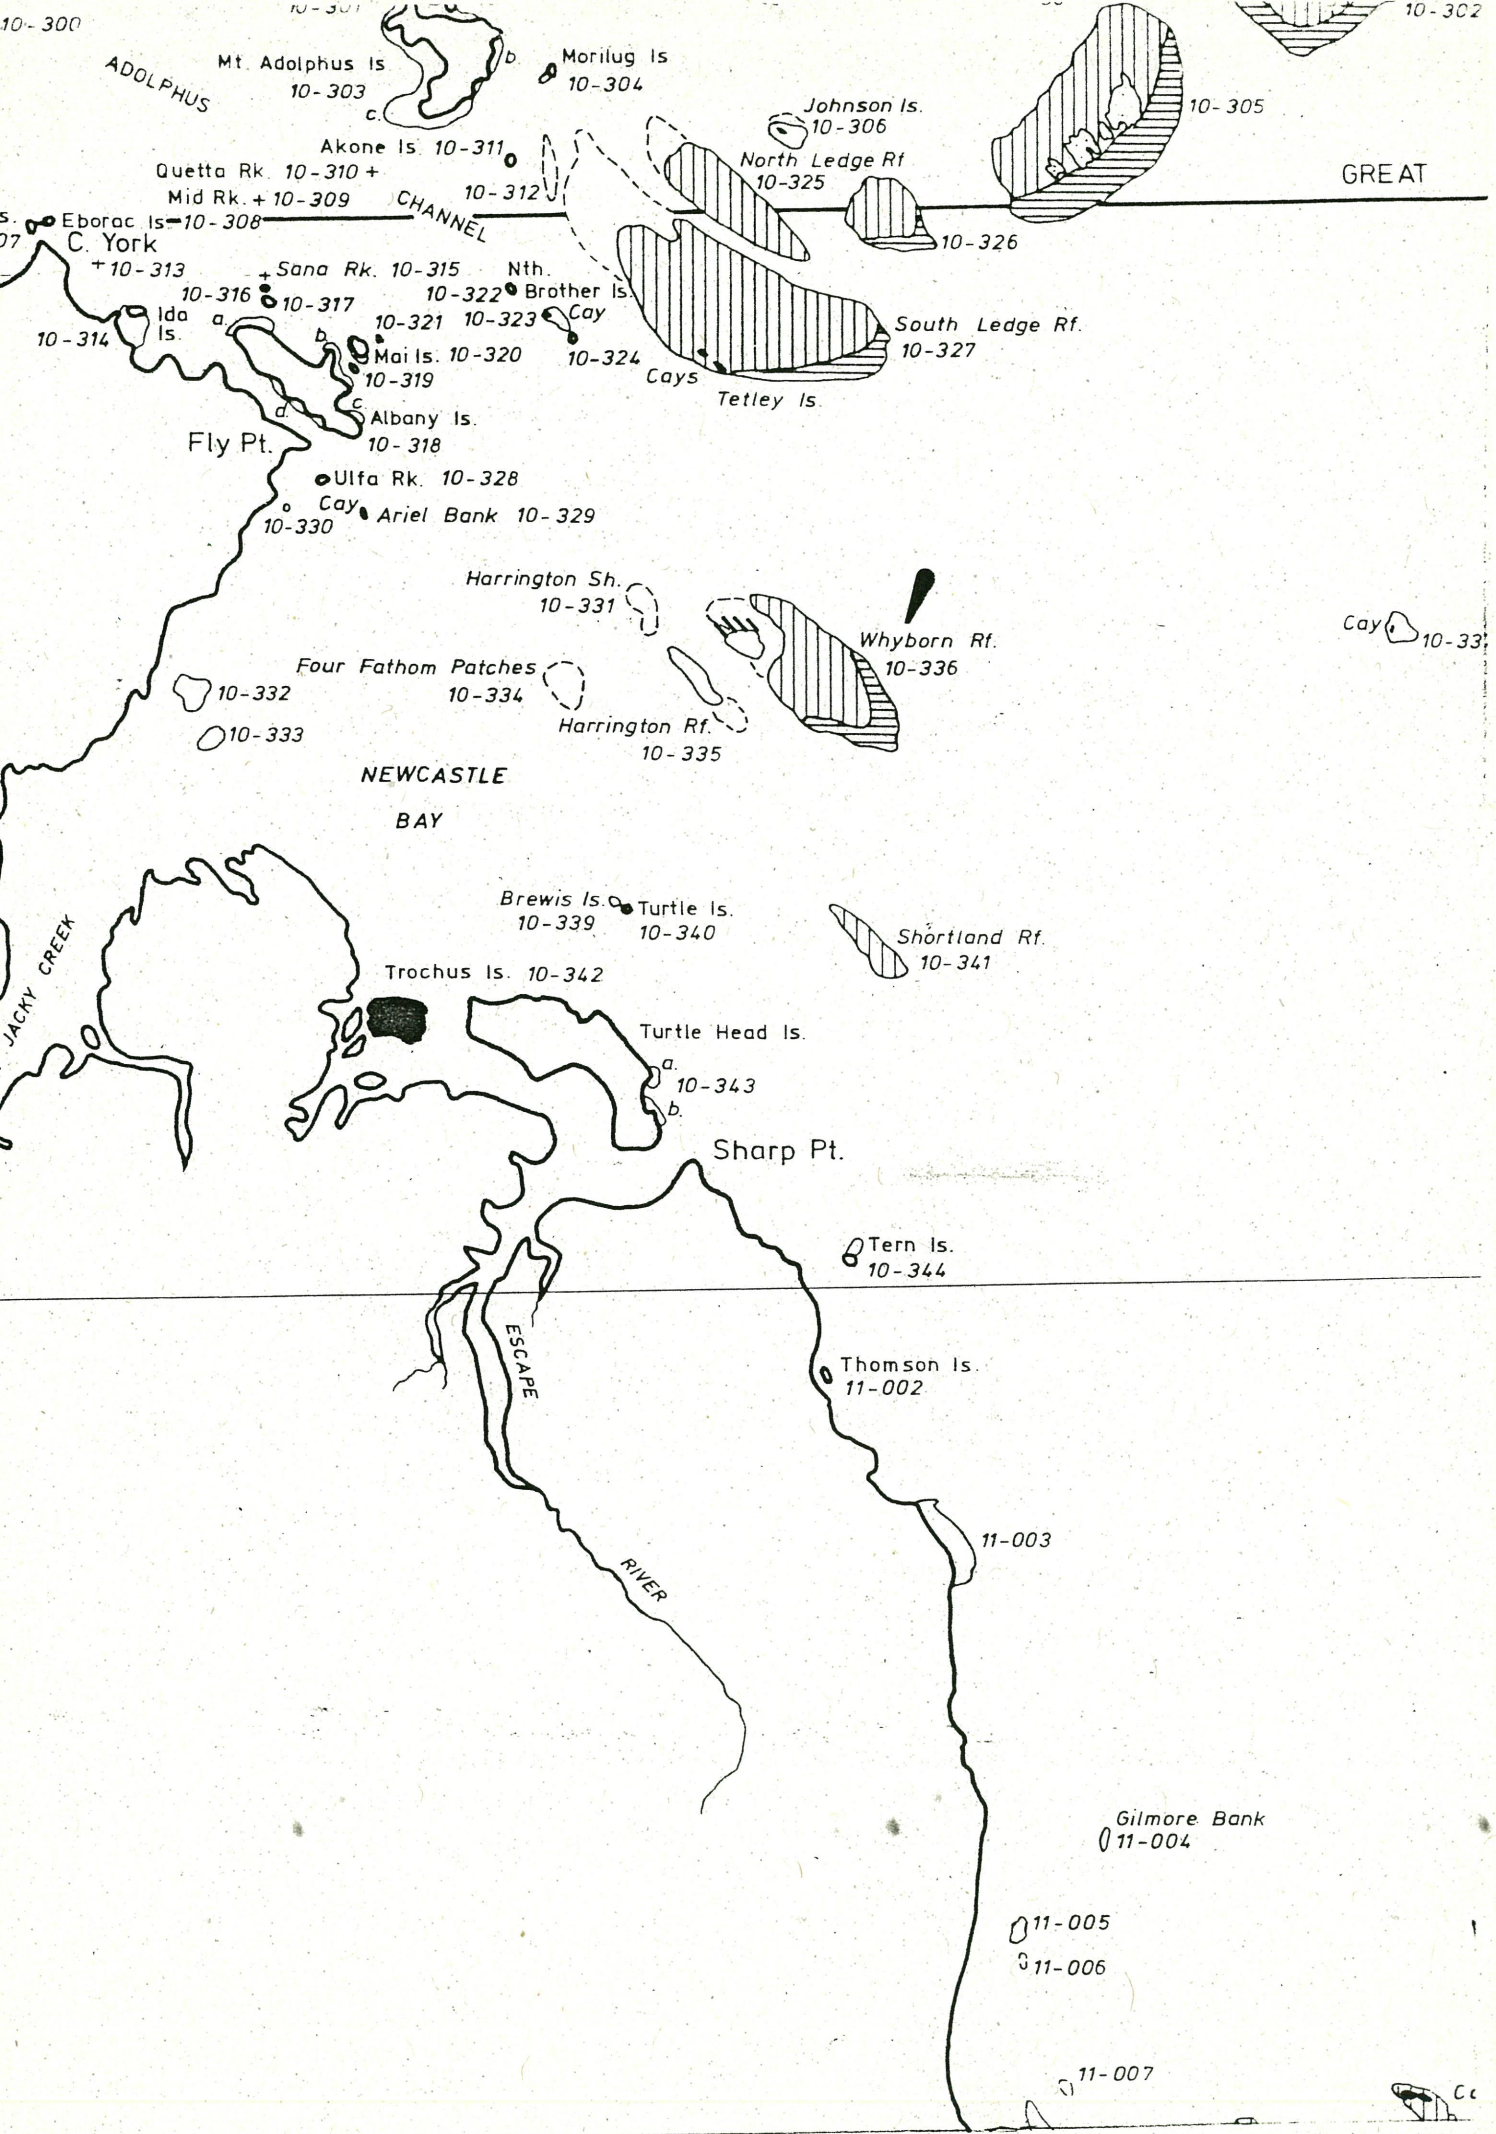 10-300
10-302
ADOLPHUS
Mt. Adolphus Is
10-303
b.
c.
Morilug Is
10-304
10-305
Johnson Is.
10-306
Akone Is. 10-311
Quetta Rk. 10-310 +
Mid Rk. + 10-309
10-312
CHANNEL
North Ledge Rf
10-325
GREAT
Eborac Is 10-308
C. York
+ 10-313
10-326
+ Sana Rk. 10-315
10-316
10-317
Nth.
10-322 Brother Is.
10-323 Cay
10-314
Ida
Is.
a.
b.
10-321
Mai Is. 10-320
10-319
10-324
South Ledge Rf.
10-327
Cays
Tetley Is.
c.
d.
Albany Is.
10-318
Fly Pt.
Ulfa Rk. 10-328
Cay
Ariel Bank 10-329
10-330
Harrington Sh.
10-331
Whyborn Rf.
10-336
Cay
10-33
Four Fathom Patches
10-334
10-332
10-333
Harrington Rf.
10-335
NEWCASTLE
BAY
Brewis Is.
10-339
Turtle Is.
10-340
Shortland Rf.
10-341
JACKY CREEK
Trochus Is. 10-342
Turtle Head Is.
a.
10-343
b.
Sharp Pt.
Tern Is.
10-344
ESCAPE
Thomson Is.
11-002
11-003
RIVER
Gilmore Bank
11-004
11-005
11-006
11-007